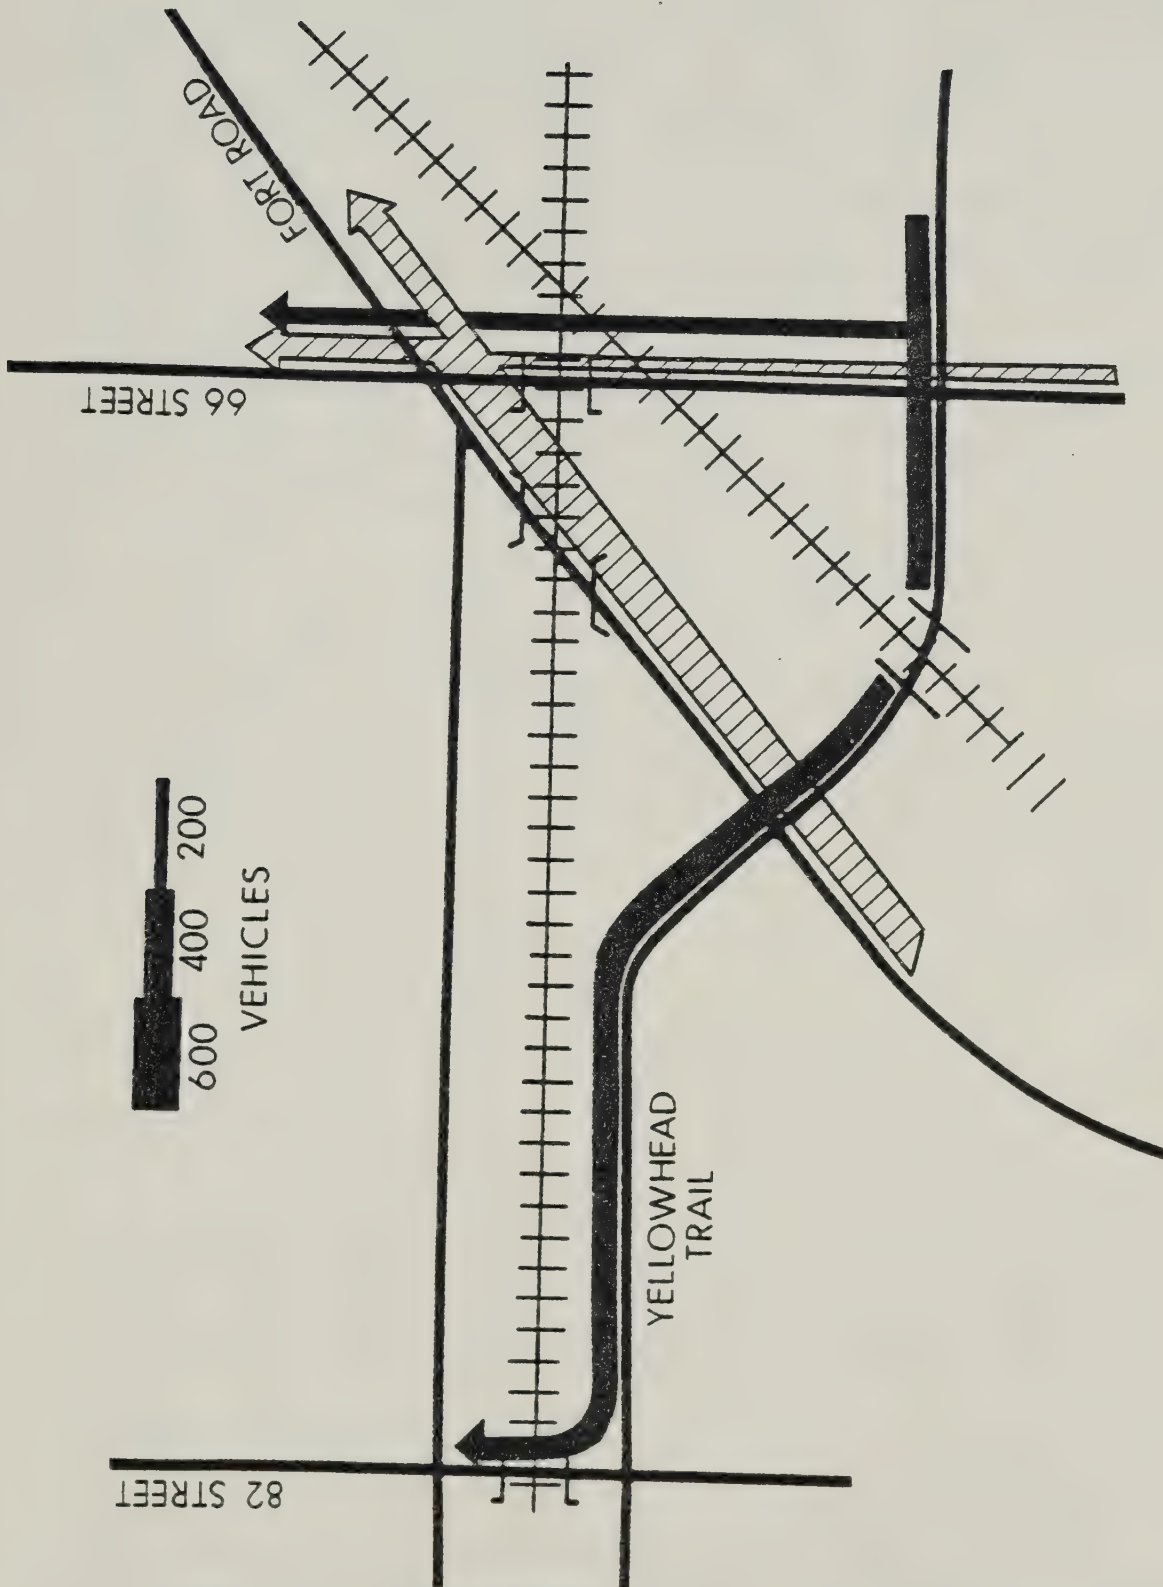 FORT ROAD
66 STREET
200
400
600
VEHICLES
YELLOWHEAD
TRAIL
82 STREET